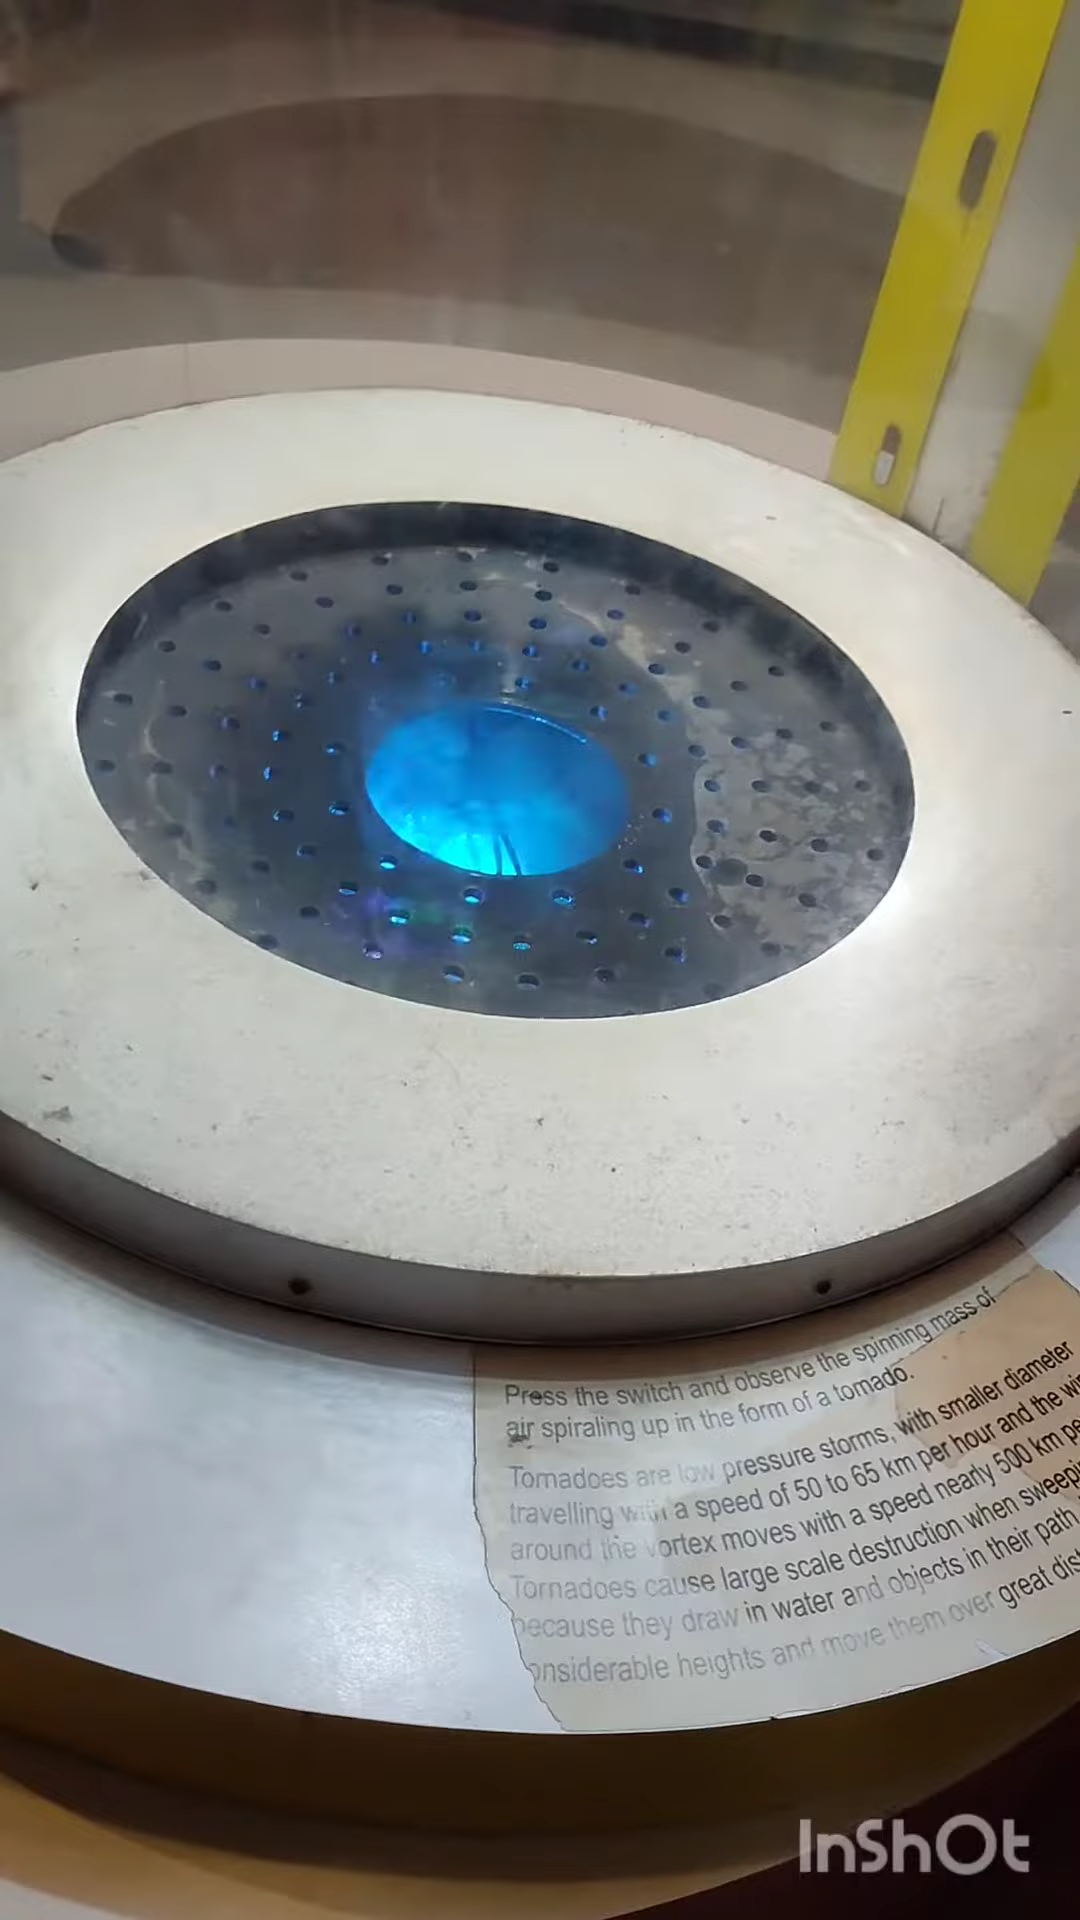 Press the switch and observe the spinning mass of
air spiraling up in the form of a tornado.
Tornadoes are low pressure storms, with smaller diameter
travelling with a speed of 50 to 65 km per hour and the
around the vortex moves with a speed nearly 500 km
Tornadoes cause large scale destruction when
because they draw in water and objects in their path
heights and move them over great
InShOt